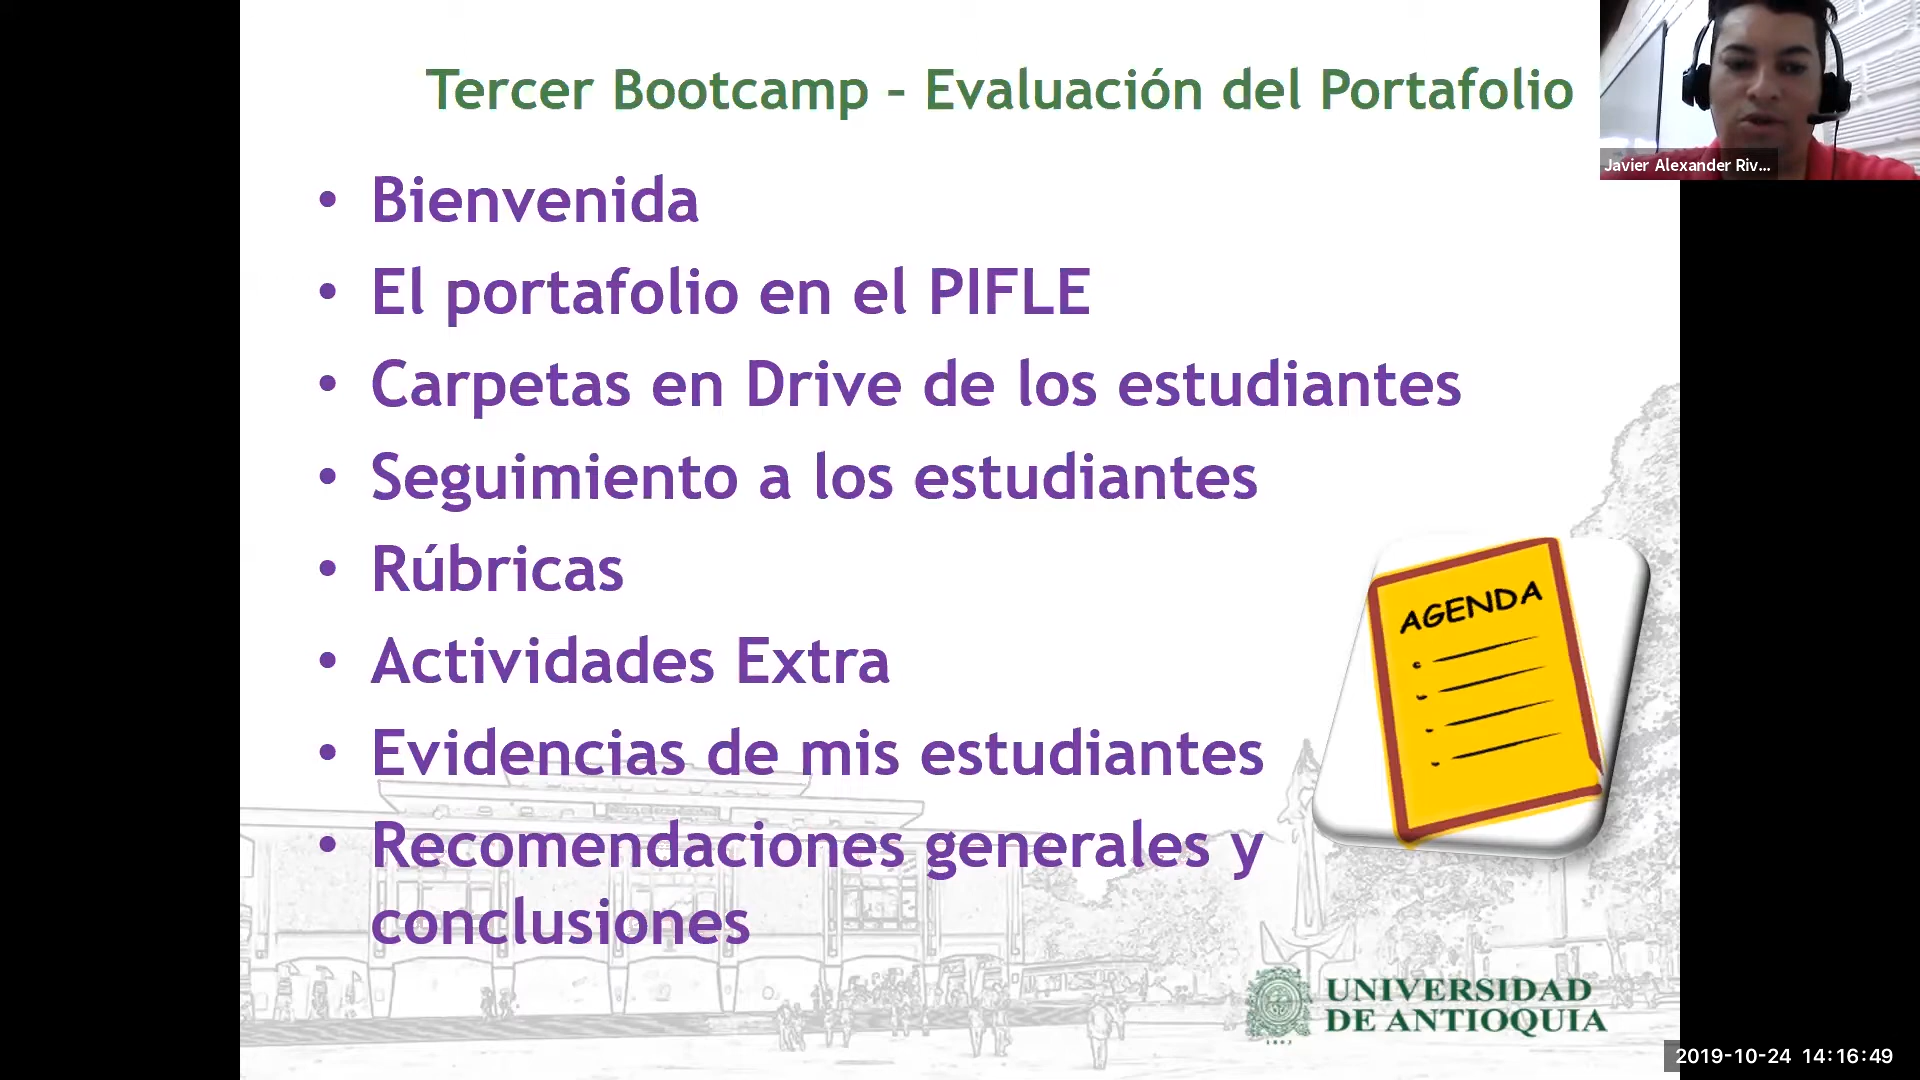 Tercer Bootcamp – Evaluación del Portafolio
Javier Alexander Riv...
• Bienvenida
• El portafolio en el PIFLE
• Carpetas en Drive de los estudiantes
• Seguimiento a los estudiantes
• Rúbricas
• Actividades Extra
• Evidencias de mis estudiantes
• Recomendaciones generales y
conclusiones
AGENDA
UNIVERSIDAD
DE ANTIOQUIA
1803
2019-10-24 14:16:49